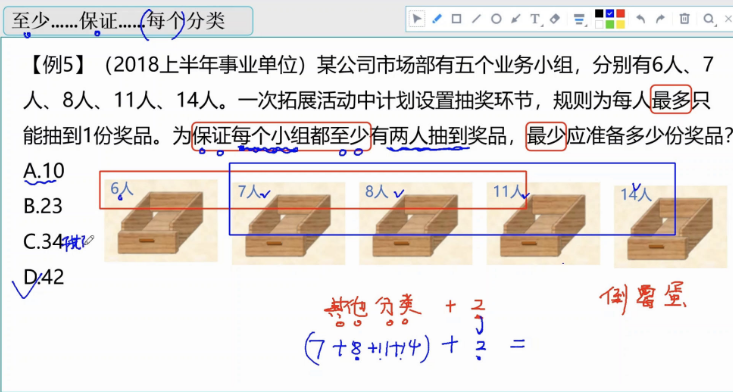 至少……保证……每个分类
【例5】（2018上半年事业单位）某公司市场部有五个业务小组，分别有6人、7
人、8人、11人、14人。一次拓展活动中计划设置抽奖环节，规则为每人最多只
能抽到1份奖品。为保证每个小组都至少有两人抽到奖品，最少应准备多少份奖品？
A.10
6人 7人 8人 11人 14人
B.23
C.34
D.42
其他分类 + 2
倒霉蛋
(7+8+11+14) + 2 =